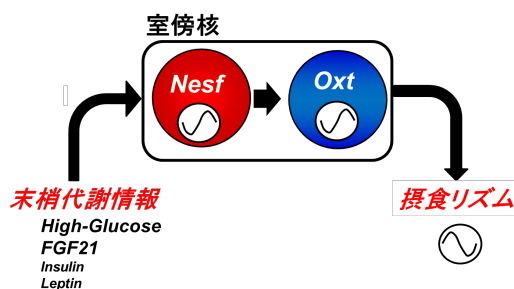 室傍核
Nesf
Oxt
末梢代謝情報
High-Glucose
FGF21
Insulin
Leptin
摂食リズム